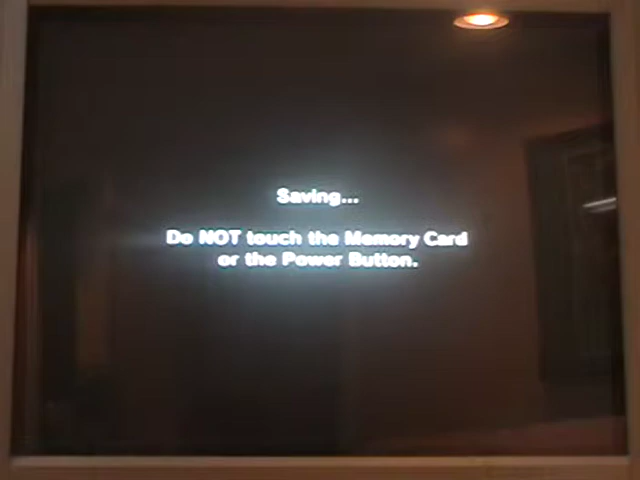 Saving...
Do NOT touch the Memory Card
or the Power Button.